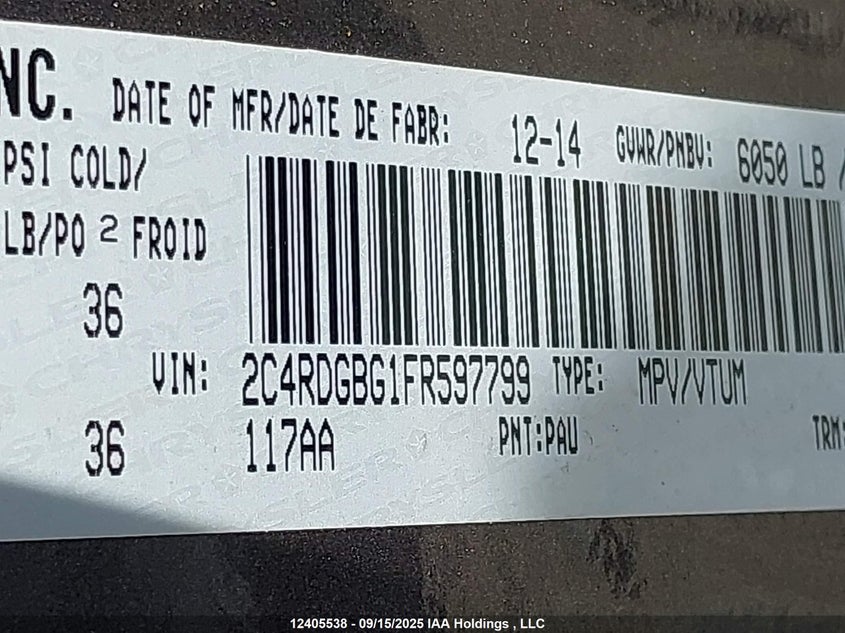 NC. DATE OF MFR/DATE DE FABR: 12-14 GVWR/PNBV: 6050 LB /
PSI COLD/
LB/PO 2 FROID
36
VIN: 2C4RDGBG1FR597799 TYPE: MPV/VTUM
36 117AA PNT:PAU TRM:
12405538 - 09/15/2025 IAA Holdings , LLC